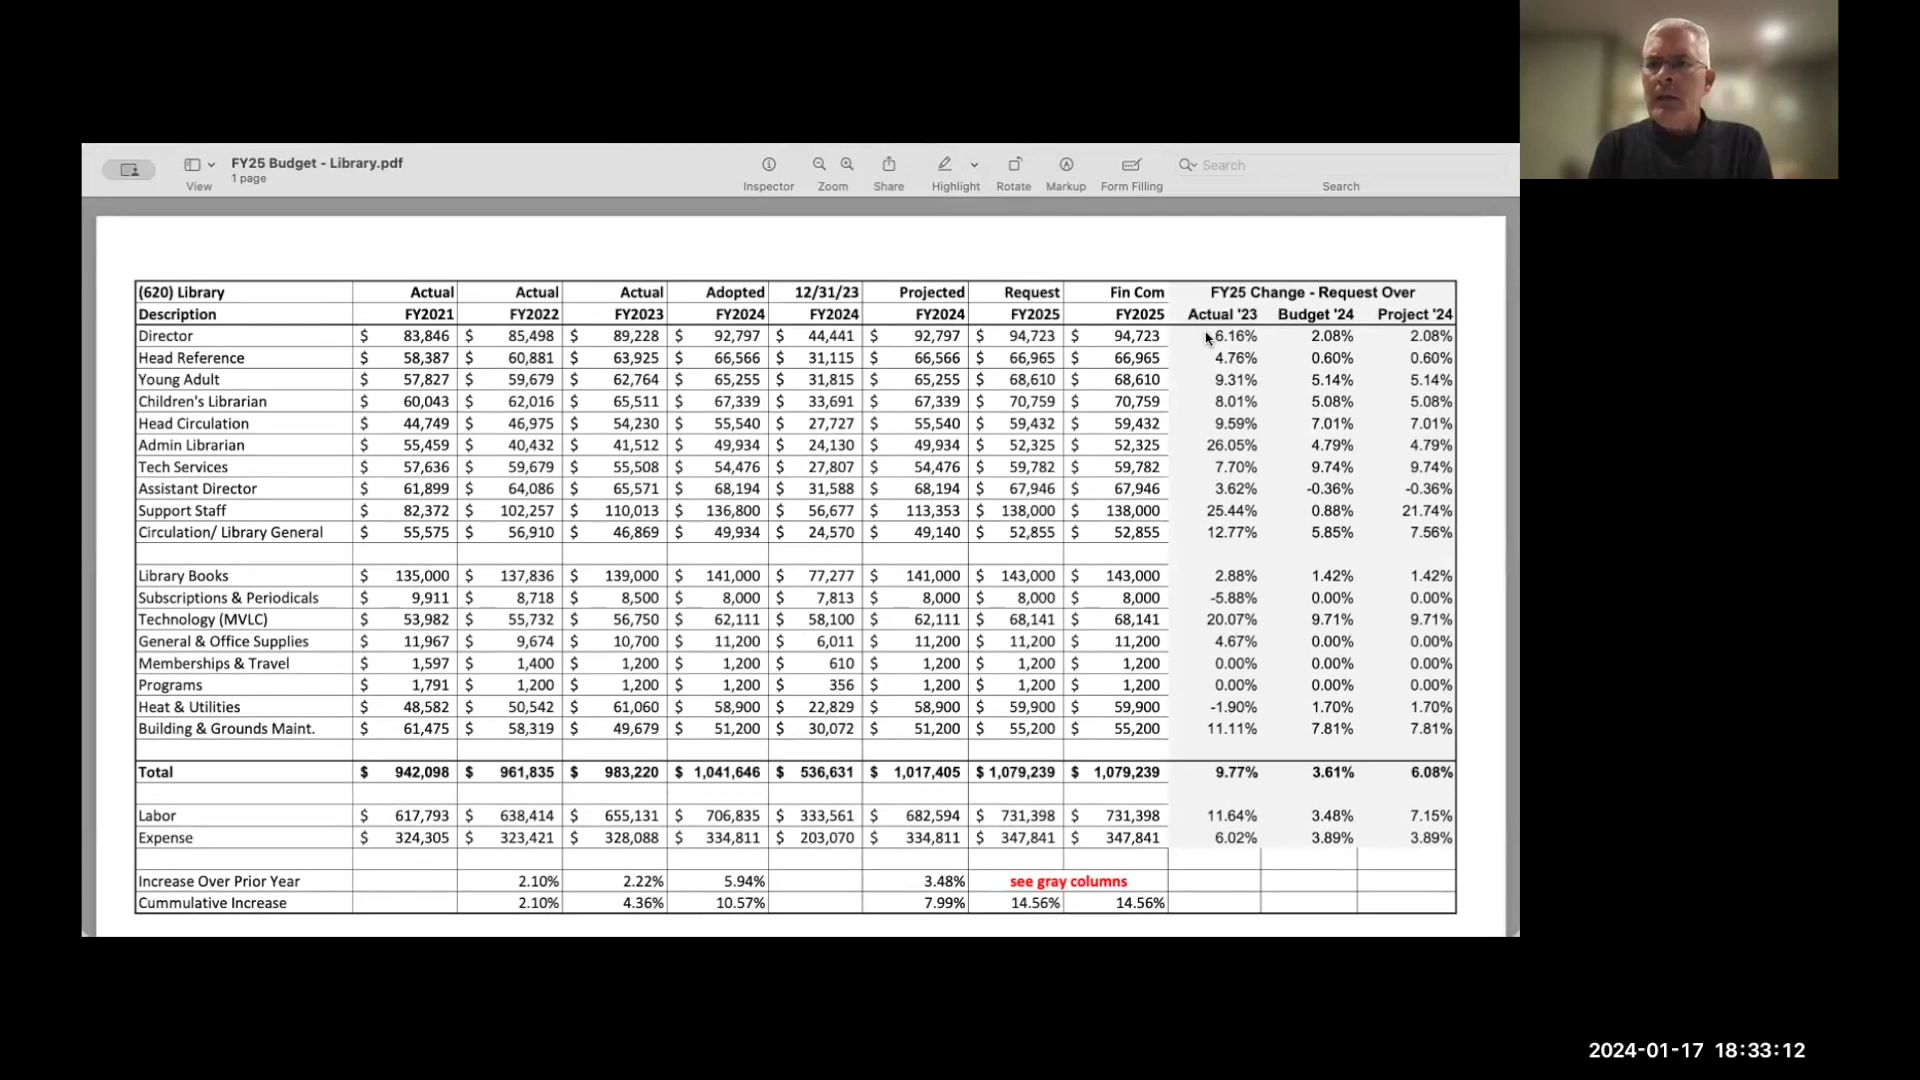 FY25 Budget - Library.pdf
1 page
View
Inspector
Zoom
Share
Highlight
Rotate
Markup
Form Filling
Search
Search
(620) Library Actual Actual Actual Adopted 12/31/23 Projected Request Fin Com FY25 Change - Request Over
Description FY2021 FY2022 FY2023 FY2024 FY2024 FY2024 FY2025 FY2025 Actual '23 Budget '24 Project '24
Director $ 83,846 $ 85,498 $ 89,228 $ 92,797 $ 44,441 $ 92,797 $ 94,723 $ 94,723 6.16% 2.08% 2.08%
Head Reference $ 58,387 $ 60,881 $ 63,925 $ 66,566 $ 31,115 $ 66,566 $ 66,965 $ 66,965 4.76% 0.60% 0.60%
Young Adult $ 57,827 $ 59,679 $ 62,764 $ 65,255 $ 31,815 $ 65,255 $ 68,610 $ 68,610 9.31% 5.14% 5.14%
Children's Librarian $ 60,043 $ 62,016 $ 65,511 $ 67,339 $ 33,691 $ 67,339 $ 70,759 $ 70,759 8.01% 5.08% 5.08%
Head Circulation $ 44,749 $ 46,975 $ 54,230 $ 55,540 $ 27,727 $ 55,540 $ 59,432 $ 59,432 9.59% 7.01% 7.01%
Admin Librarian $ 55,459 $ 40,432 $ 41,512 $ 49,934 $ 24,130 $ 49,934 $ 52,325 $ 52,325 26.05% 4.79% 4.79%
Tech Services $ 57,636 $ 59,679 $ 55,508 $ 54,476 $ 27,807 $ 54,476 $ 59,782 $ 59,782 7.70% 9.74% 9.74%
Assistant Director $ 61,899 $ 64,086 $ 65,571 $ 68,194 $ 31,588 $ 68,194 $ 67,946 $ 67,946 3.62% -0.36% -0.36%
Support Staff $ 82,372 $ 102,257 $ 110,013 $ 136,800 $ 56,677 $ 113,353 $ 138,000 $ 138,000 25.44% 0.88% 21.74%
Circulation/ Library General $ 55,575 $ 56,910 $ 46,869 $ 49,934 $ 24,570 $ 49,140 $ 52,855 $ 52,855 12.77% 5.85% 7.56%
Library Books $ 135,000 $ 137,836 $ 139,000 $ 141,000 $ 77,277 $ 141,000 $ 143,000 $ 143,000 2.88% 1.42% 1.42%
Subscriptions & Periodicals $ 9,911 $ 8,718 $ 8,500 $ 8,000 $ 7,813 $ 8,000 $ 8,000 $ 8,000 -5.88% 0.00% 0.00%
Technology (MVLC) $ 53,982 $ 55,732 $ 56,750 $ 62,111 $ 58,100 $ 62,111 $ 68,141 $ 68,141 20.07% 9.71% 9.71%
General & Office Supplies $ 11,967 $ 9,674 $ 10,700 $ 11,200 $ 6,011 $ 11,200 $ 11,200 $ 11,200 4.67% 0.00% 0.00%
Memberships & Travel $ 1,597 $ 1,400 $ 1,200 $ 1,200 $ 610 $ 1,200 $ 1,200 $ 1,200 0.00% 0.00% 0.00%
Programs $ 1,791 $ 1,200 $ 1,200 $ 1,200 $ 356 $ 1,200 $ 1,200 $ 1,200 0.00% 0.00% 0.00%
Heat & Utilities $ 48,582 $ 50,542 $ 61,060 $ 58,900 $ 22,829 $ 58,900 $ 59,900 $ 59,900 -1.90% 1.70% 1.70%
Building & Grounds Maint. $ 61,475 $ 58,319 $ 49,679 $ 51,200 $ 30,072 $ 51,200 $ 55,200 $ 55,200 11.11% 7.81% 7.81%
Total $ 942,098 $ 961,835 $ 983,220 $ 1,041,646 $ 536,631 $ 1,017,405 $ 1,079,239 $ 1,079,239 9.77% 3.61% 6.08%
Labor $ 617,793 $ 638,414 $ 655,131 $ 706,835 $ 333,561 $ 682,594 $ 731,398 $ 731,398 11.64% 3.48% 7.15%
Expense $ 324,305 $ 323,421 $ 328,088 $ 334,811 $ 203,070 $ 334,811 $ 347,841 $ 347,841 6.02% 3.89% 3.89%
Increase Over Prior Year 2.10% 2.22% 5.94% 3.48% see gray columns
Cummulative Increase 2.10% 4.36% 10.57% 7.99% 14.56% 14.56%
2024-01-17 18:33:12